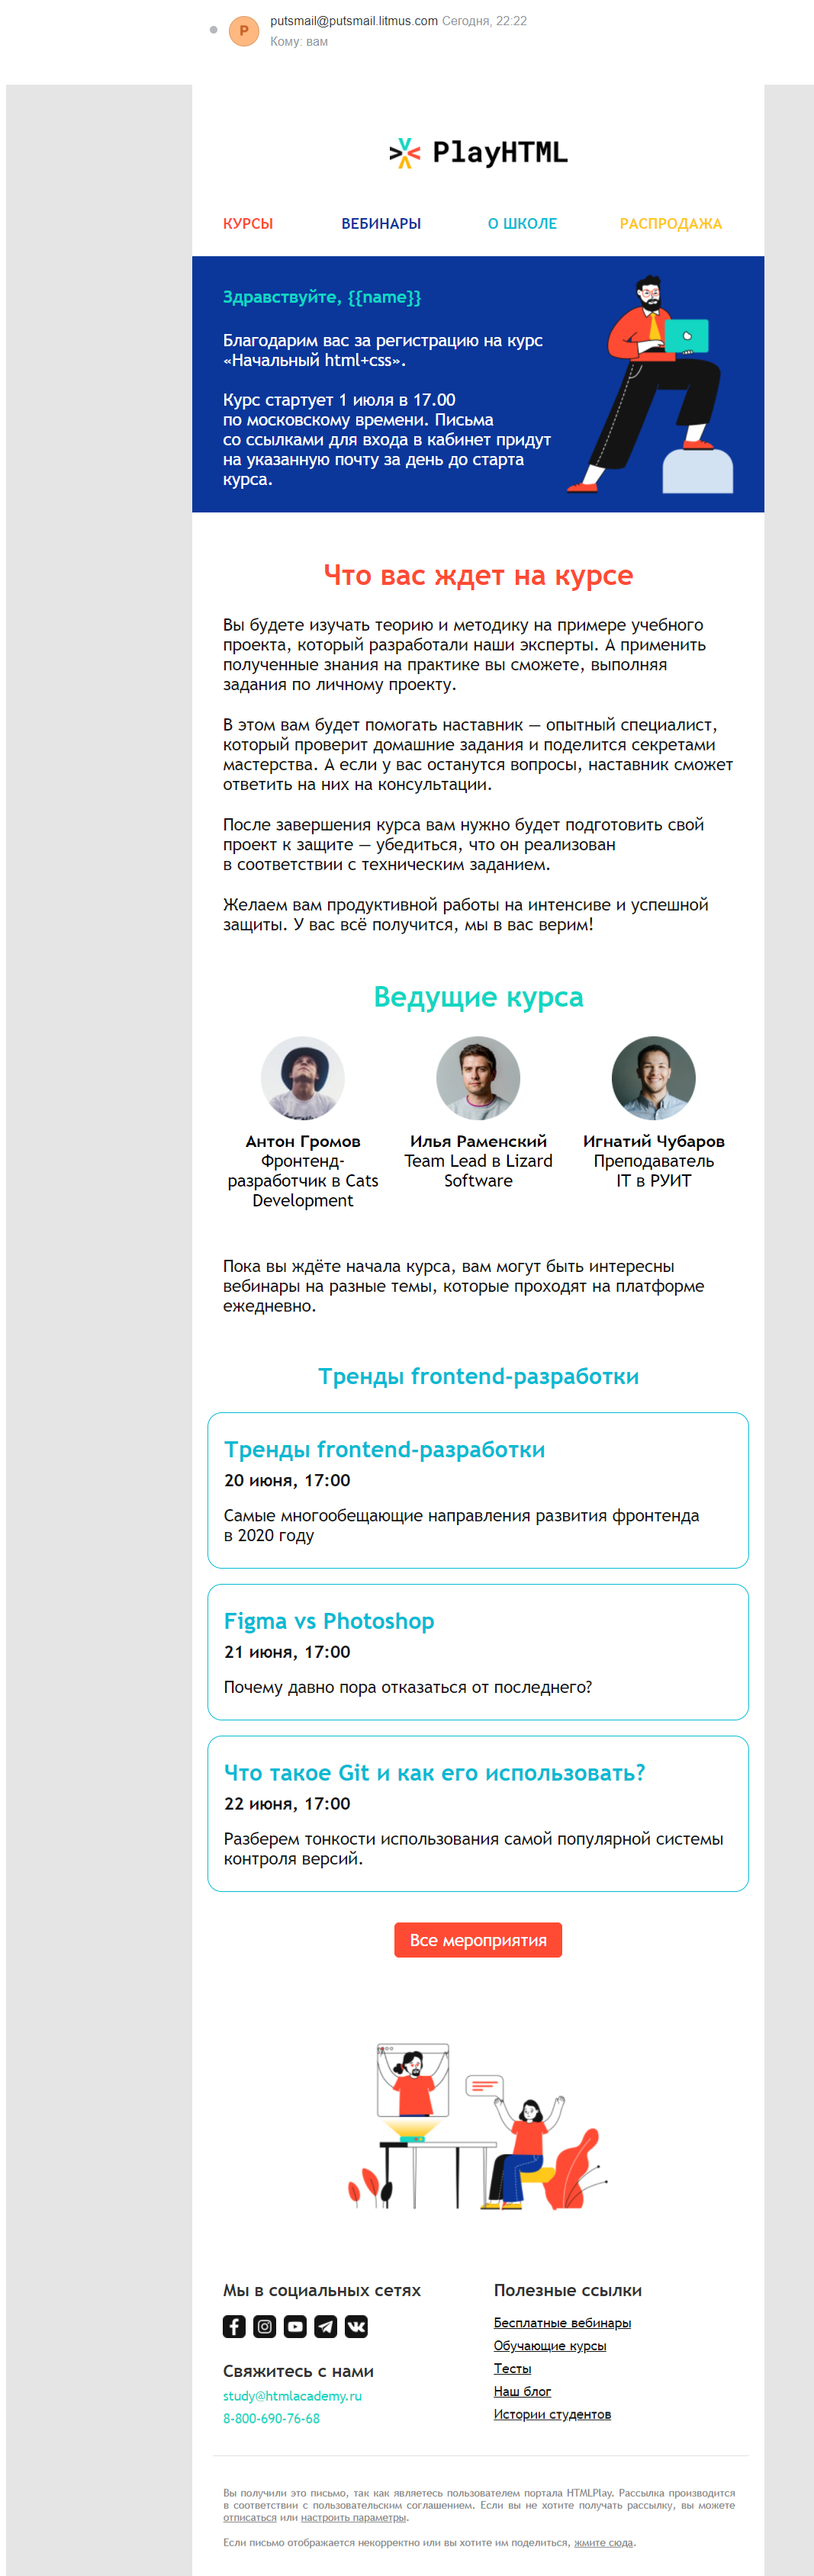 P
putsmail@putsmail.litmus.com Сегодня, 22:22
Кому: вам
PlayHTML
КУРСЫ ВЕБИНАРЫ О ШКОЛЕ РАСПРОДАЖА
Здравствуйте, {{name}}
Благодарим вас за регистрацию на курс
«Начальный html+css».
Курс стартует 1 июля в 17.00
по московскому времени. Письма
со ссылками для входа в кабинет придут
на указанную почту за день до старта
курса.
Что вас ждет на курсе
Вы будете изучать теорию и методику на примере учебного
проекта, который разработали наши эксперты. А применить
полученные знания на практике вы сможете, выполняя
задания по личному проекту.
В этом вам будет помогать наставник — опытный специалист,
который проверит домашние задания и поделится секретами
мастерства. А если у вас останутся вопросы, наставник сможет
ответить на них на консультации.
После завершения курса вам нужно будет подготовить свой
проект к защите — убедиться, что он реализован
в соответствии с техническим заданием.
Желаем вам продуктивной работы на интенсиве и успешной
защиты. У вас всё получится, мы в вас верим!
Ведущие курса
Антон Громов
Фронтенд-
разработчик в Cats
Development
Илья Раменский
Team Lead в Lizard
Software
Игнатий Чубаров
Преподаватель
IT в РУИТ
Пока вы ждёте начала курса, вам могут быть интересны
вебинары на разные темы, которые проходят на платформе
ежедневно.
Тренды frontend-разработки
Тренды frontend-разработки
20 июня, 17:00
Самые многообещающие направления развития фронтенда
в 2020 году
Figma vs Photoshop
21 июня, 17:00
Почему давно пора отказаться от последнего?
Что такое Git и как его использовать?
22 июня, 17:00
Разберем тонкости использования самой популярной системы
контроля версий.
Все мероприятия
Мы в социальных сетях
Свяжитесь с нами
study@htmlacademy.ru
8-800-690-76-68
Полезные ссылки
Бесплатные вебинары
Обучающие курсы
Тесты
Наш блог
Истории студентов
Вы получили это письмо, так как являетесь пользователем портала HTMLPlay. Рассылка производится
в соответствии с пользовательским соглашением. Если вы не хотите получать рассылку, вы можете
отписаться или настроить параметры.
Если письмо отображается некорректно или вы хотите им поделиться, жмите сюда.